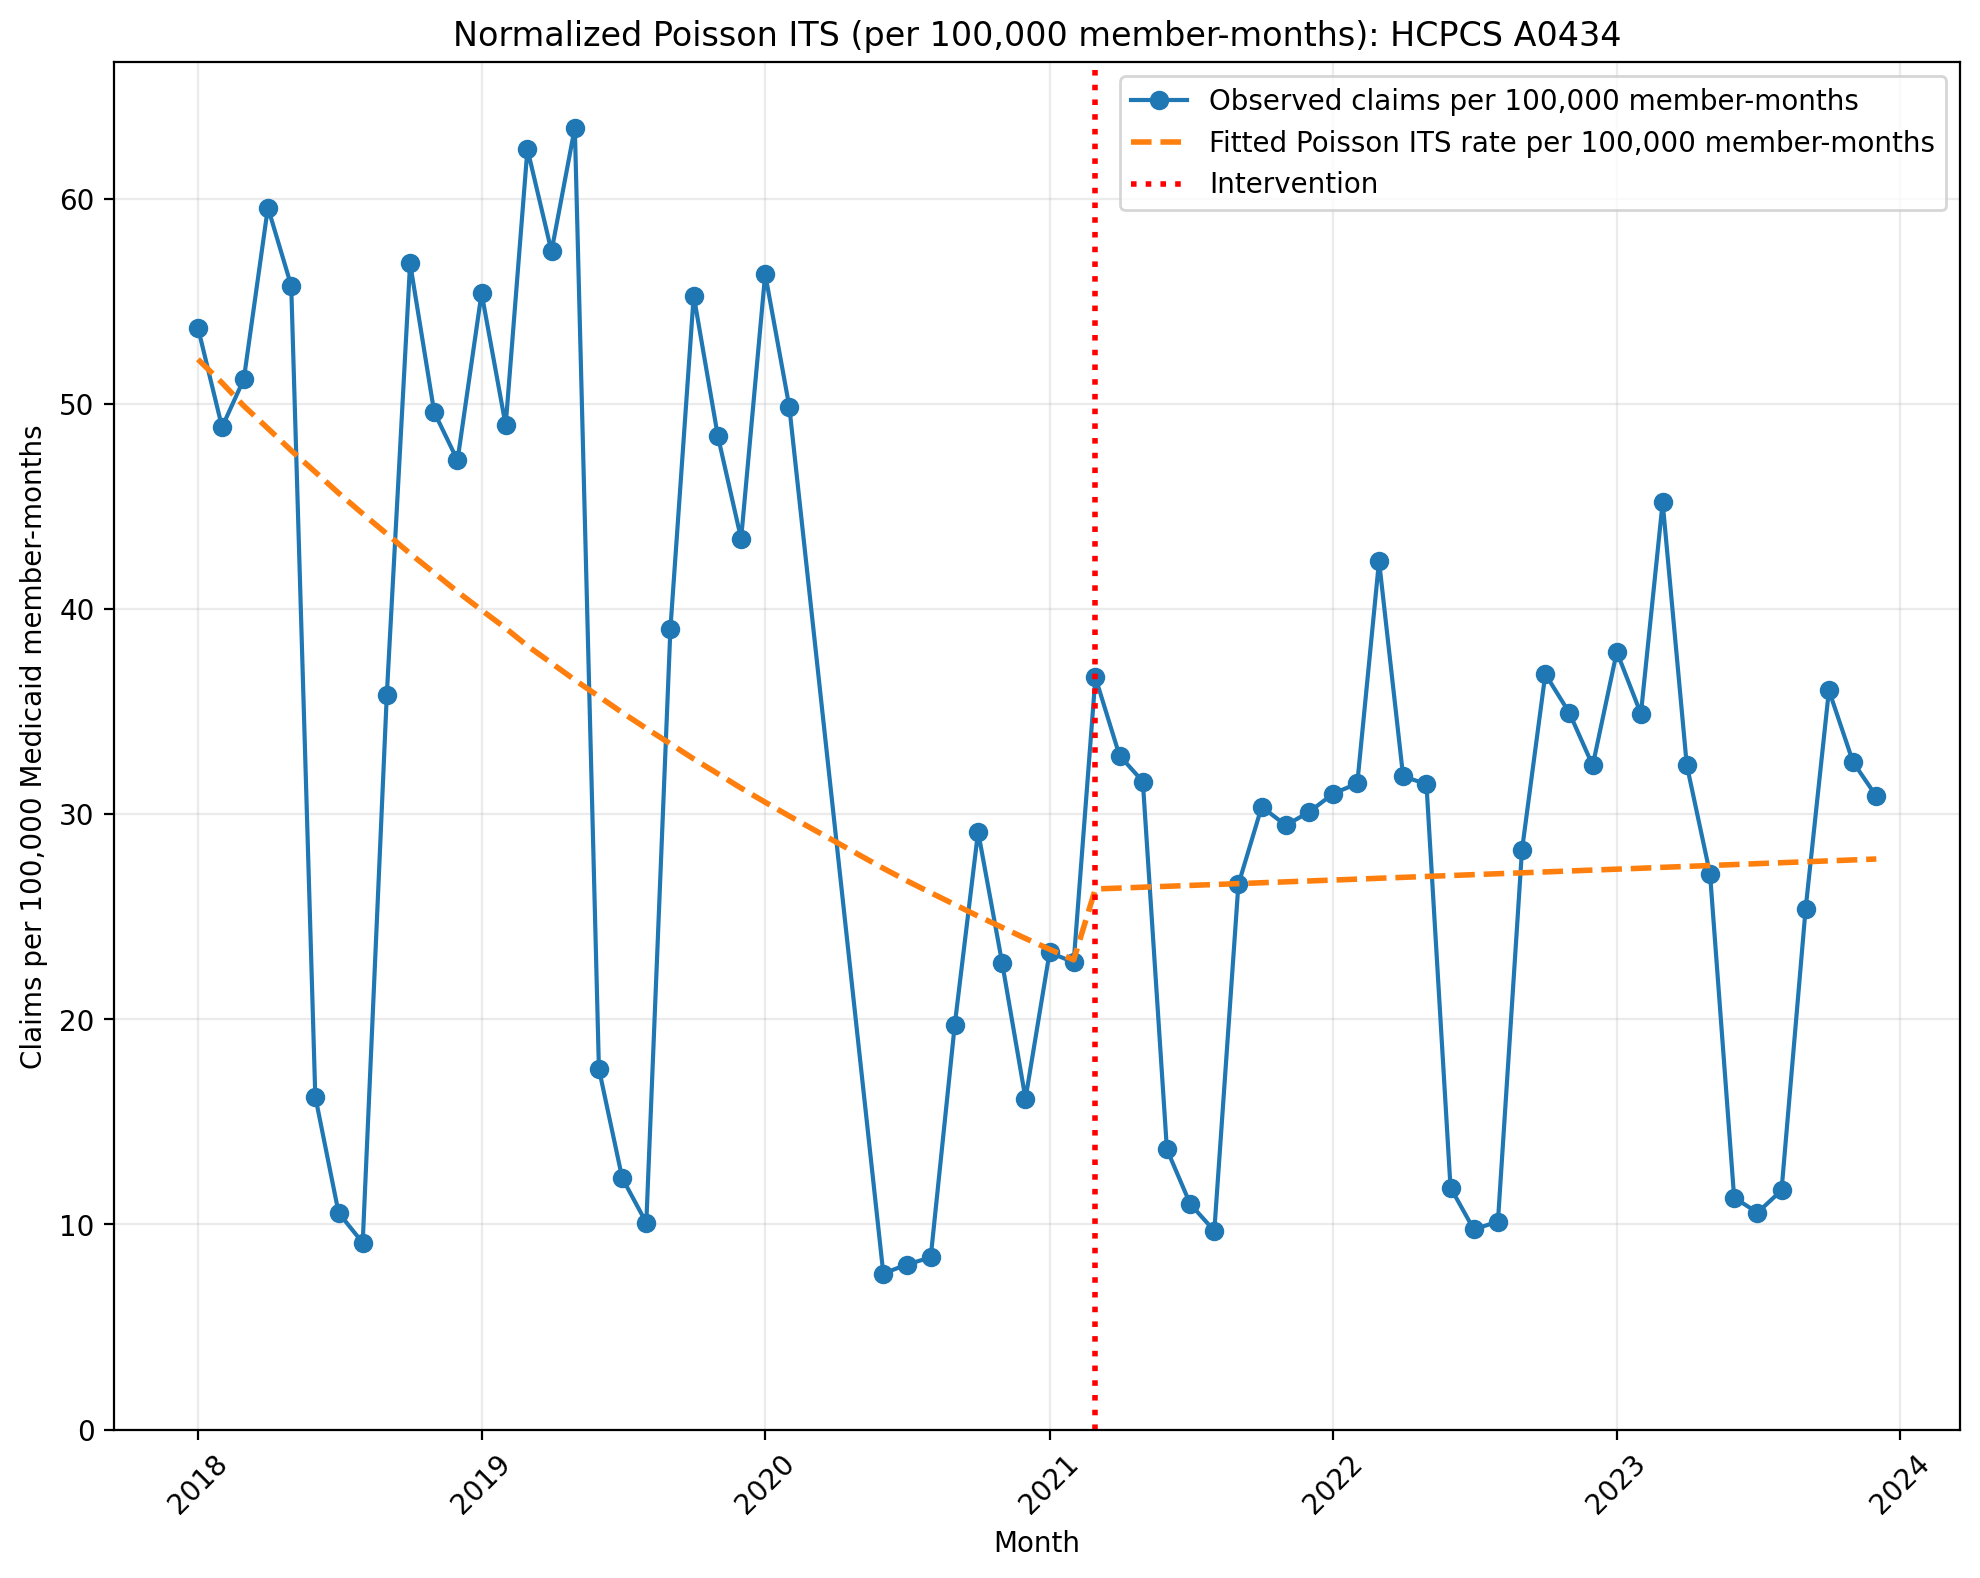 Normalized Poisson ITS (per 100,000 member-months): HCPCS A0434
Observed claims per 100,000 member-months
Fitted Poisson ITS rate per 100,000 member-months
Intervention
Claims per 100,000 Medicaid member-months
60
50
40
30
20
10
0
2018
2019
2020
2021
2022
2023
2024
Month